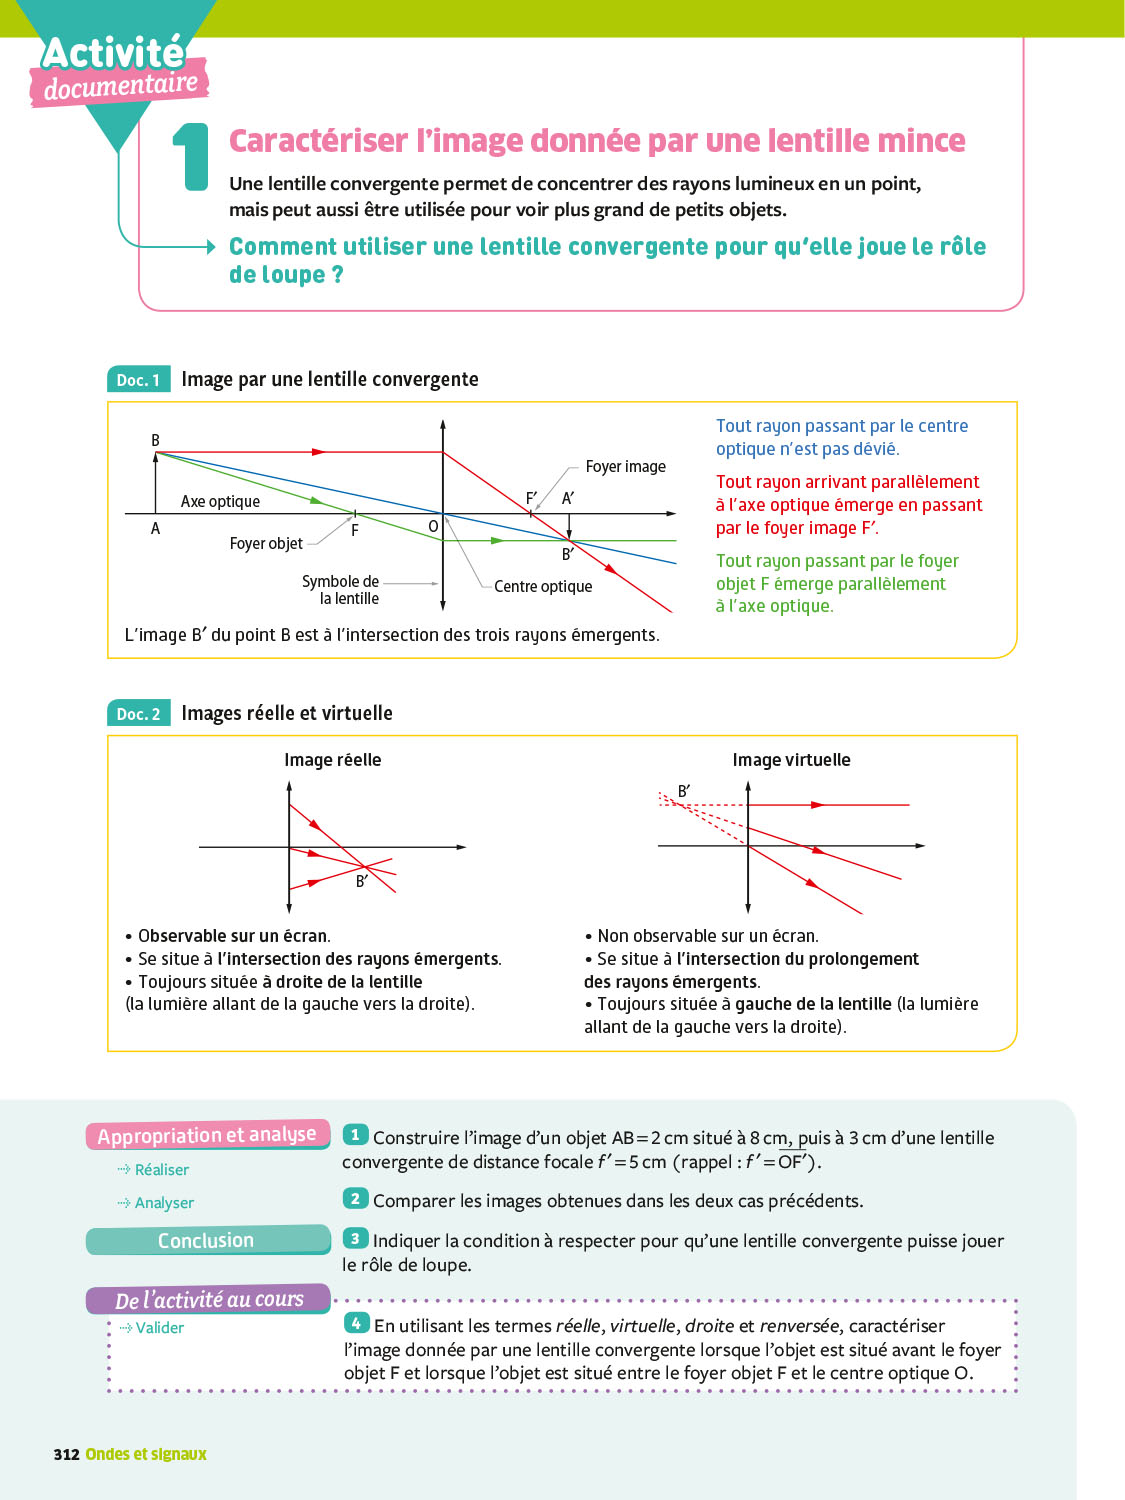 Activité
documentaire
1 Caractériser l’image donnée par une lentille mince
Une lentille convergente permet de concentrer des rayons lumineux en un point,
mais peut aussi être utilisée pour voir plus grand de petits objets.
Comment utiliser une lentille convergente pour qu’elle joue le rôle
de loupe ?
Doc. 1 Image par une lentille convergente
B
Foyer image
Axe optique
F′ A′
A
Foyer objet
F
O
B′
Symbole de
la lentille
Centre optique
L’image B′ du point B est à l’intersection des trois rayons émergents.
Tout rayon passant par le centre
optique n’est pas dévié.
Tout rayon arrivant parallèlement
à l’axe optique émerge en passant
par le foyer image F′.
Tout rayon passant par le foyer
objet F émerge parallèlement
à l’axe optique.
Doc. 2 Images réelle et virtuelle
Image réelle
B′
• Observable sur un écran.
• Se situe à l’intersection des rayons émergents.
• Toujours située à droite de la lentille
(la lumière allant de la gauche vers la droite).
Image virtuelle
B′
• Non observable sur un écran.
• Se situe à l’intersection du prolongement
des rayons émergents.
• Toujours située à gauche de la lentille (la lumière
allant de la gauche vers la droite).
Appropriation et analyse
Réaliser
1 Construire l’image d’un objet AB = 2 cm situé à 8 cm, puis à 3 cm d’une lentille
convergente de distance focale f′ = 5 cm (rappel : f′ = O̅F̅′̅).
Analyser
2 Comparer les images obtenues dans les deux cas précédents.
Conclusion
3 Indiquer la condition à respecter pour qu’une lentille convergente puisse jouer
le rôle de loupe.
De l’activité au cours
Valider
4 En utilisant les termes réelle, virtuelle, droite et renversée, caractériser
l’image donnée par une lentille convergente lorsque l’objet est situé avant le foyer
objet F et lorsque l’objet est situé entre le foyer objet F et le centre optique O.
312 Ondes et signaux